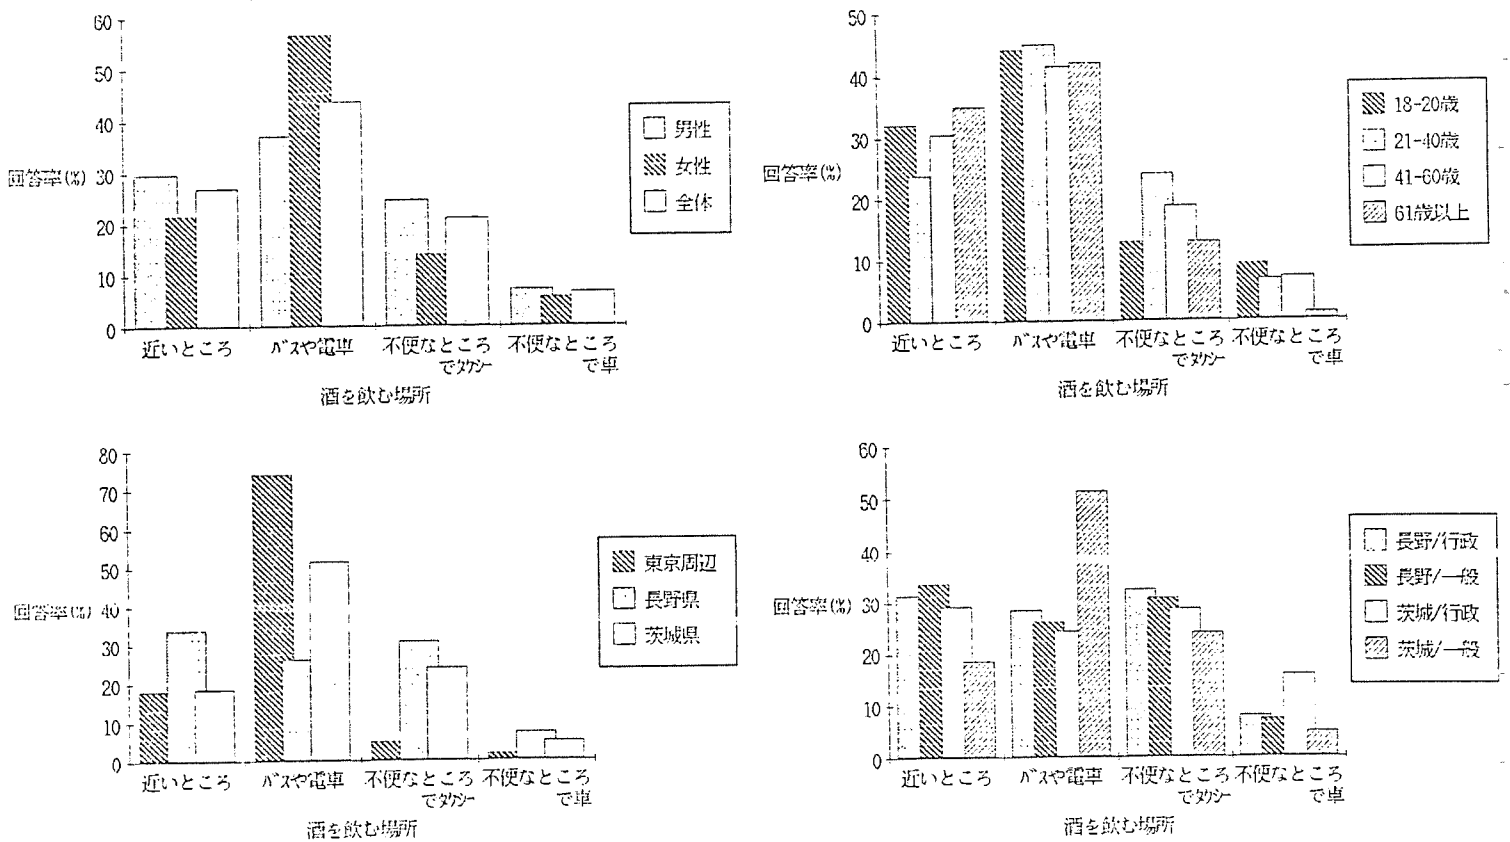 60
50
40
30
20
10
0
回答率(%)
近いところ
バスや電車
不便なところ
でタクシー
不便なところ
で車
酒を飲む場所
男性
女性
全体
50
40
30
20
10
0
回答率(%)
近いところ
バスや電車
不便なところ
でタクシー
不便なところ
で車
酒を飲む場所
18-20歳
21-40歳
41-60歳
61歳以上
80
70
60
50
40
30
20
10
0
回答率(%)
近いところ
バスや電車
不便なところ
でタクシー
不便なところ
で車
酒を飲む場所
東京周辺
長野県
茨城県
60
50
40
30
20
10
0
回答率(%)
近いところ
バスや電車
不便なところ
でタクシー
不便なところ
で車
酒を飲む場所
長野/行政
長野/一般
茨城/行政
茨城/一般